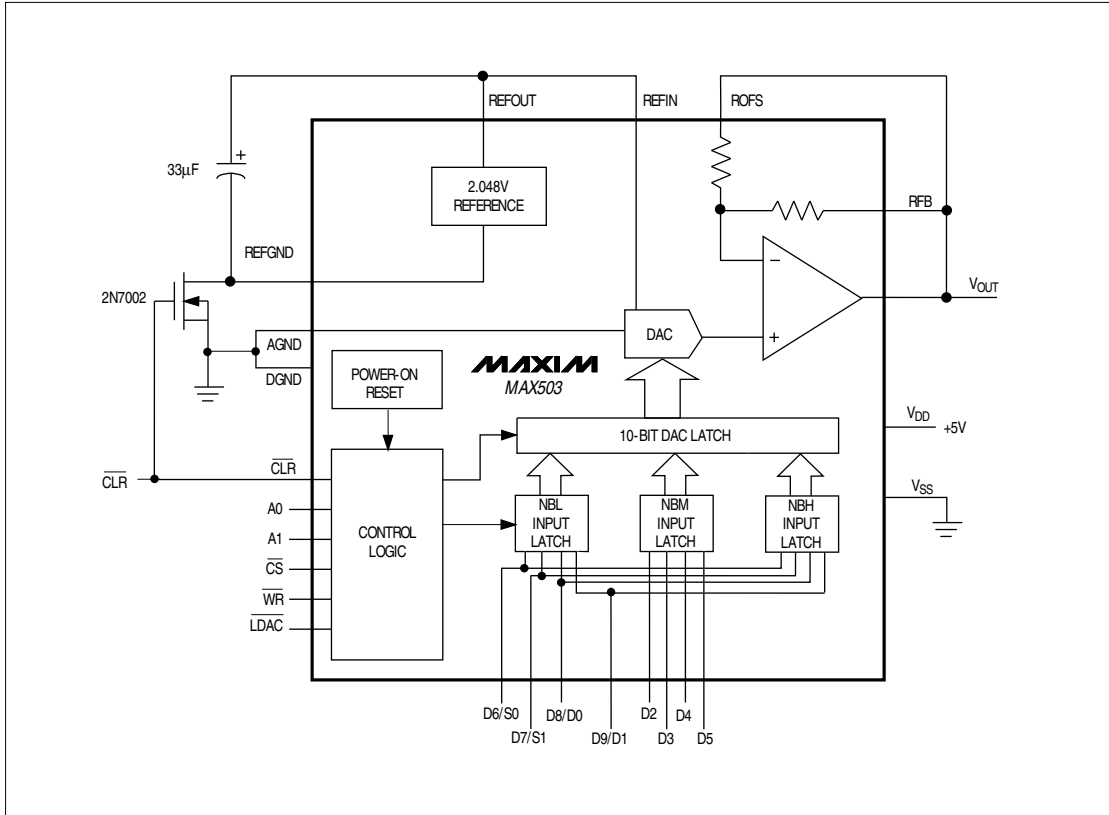 REFOUT
REFIN
ROFS
33µF
+
2.048V
REFERENCE
RFB
REFGND
2N7002
−
+
VOUT
AGND
DGND
DAC
MAXIM
MAX503
POWER-ON
RESET
VDD
+5V
10-BIT DAC LATCH
CLR
CLR
VSS
NBL
INPUT
LATCH
NBM
INPUT
LATCH
NBH
INPUT
LATCH
A0
A1
CS
WR
LDAC
CONTROL
LOGIC
D6/S0
D8/D0
D2
D4
D7/S1
D9/D1
D3
D5